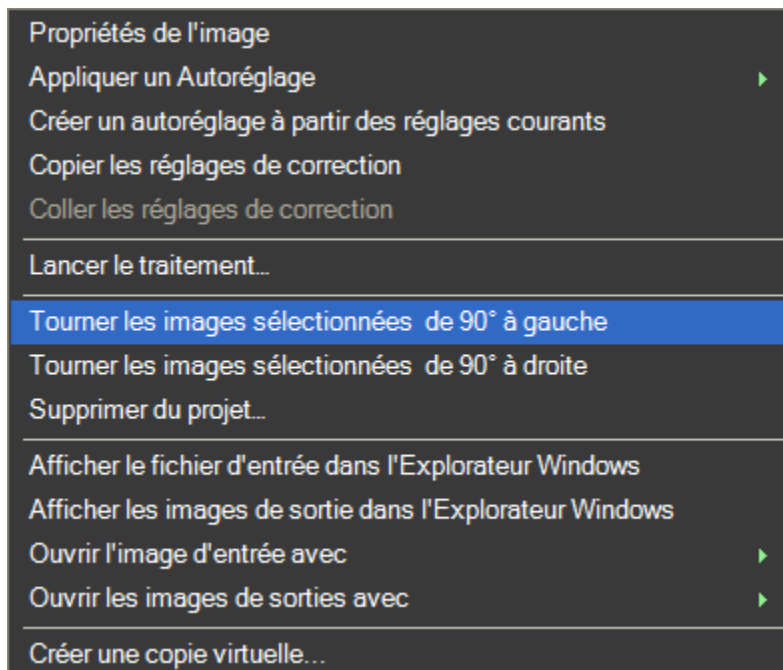 Propriétés de l'image
Appliquer un Autoréglage
Créer un autoréglage à partir des réglages courants
Copier les réglages de correction
Coller les réglages de correction
Lancer le traitement...
Tourner les images sélectionnées  de 90° à gauche
Tourner les images sélectionnées  de 90° à droite
Supprimer du projet...
Afficher le fichier d'entrée dans l'Explorateur Windows
Afficher les images de sortie dans l'Explorateur Windows
Ouvrir l'image d'entrée avec
Ouvrir les images de sorties avec
Créer une copie virtuelle...